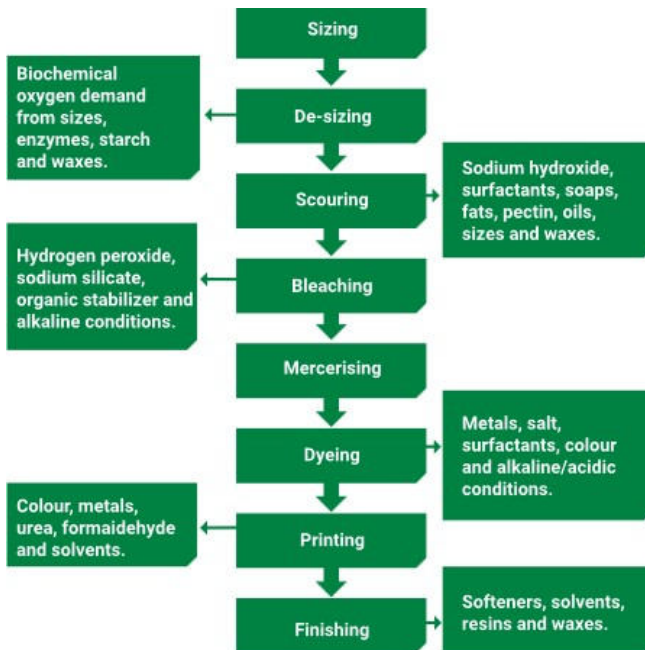 Sizing
Biochemical
oxygen demand
from sizes,
enzymes, starch
and waxes.
De-sizing
Sodium hydroxide,
surfactants, soaps,
fats, pectin, oils,
sizes and waxes.
Scouring
Hydrogen peroxide,
sodium silicate,
organic stabilizer and
alkaline conditions.
Bleaching
Mercerising
Metals, salt,
surfactants, colour
and alkaline/acidic
conditions.
Dyeing
Colour, metals,
urea, formaidehyde
and solvents.
Printing
Softeners, solvents,
resins and waxes.
Finishing